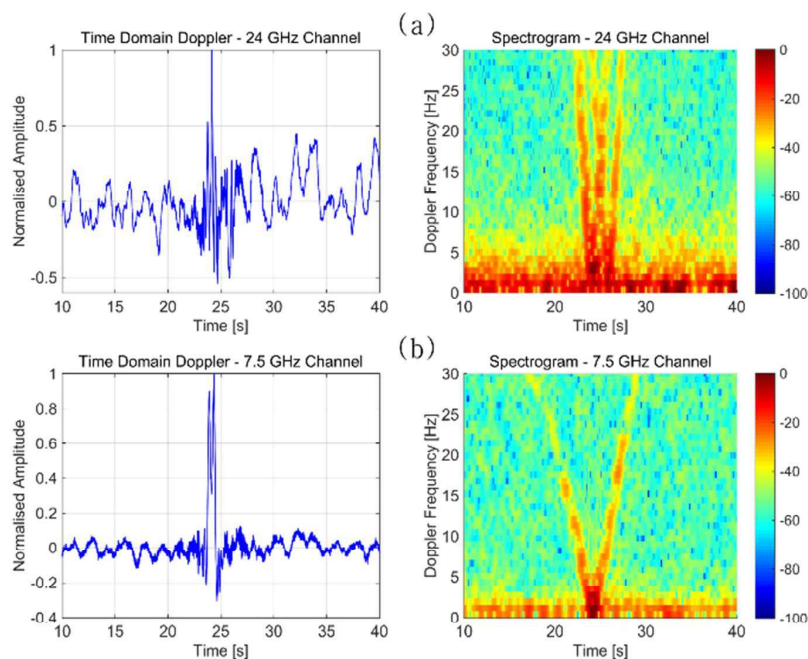 (a)
Time Domain Doppler - 24 GHz Channel
Normalised Amplitude
1
0.5
0
-0.5
10 15 20 25 30 35 40
Time [s]
Spectrogram - 24 GHz Channel
Doppler Frequency [Hz]
30
25
20
15
10
5
0
10 20 30 40
Time [s]
0
-20
-40
-60
-80
-100
(b)
Time Domain Doppler - 7.5 GHz Channel
Normalised Amplitude
1
0.8
0.6
0.4
0.2
0
-0.2
-0.4
10 15 20 25 30 35 40
Time [s]
Spectrogram - 7.5 GHz Channel
Doppler Frequency [Hz]
30
25
20
15
10
5
0
10 20 30 40
Time [s]
0
-20
-40
-60
-80
-100